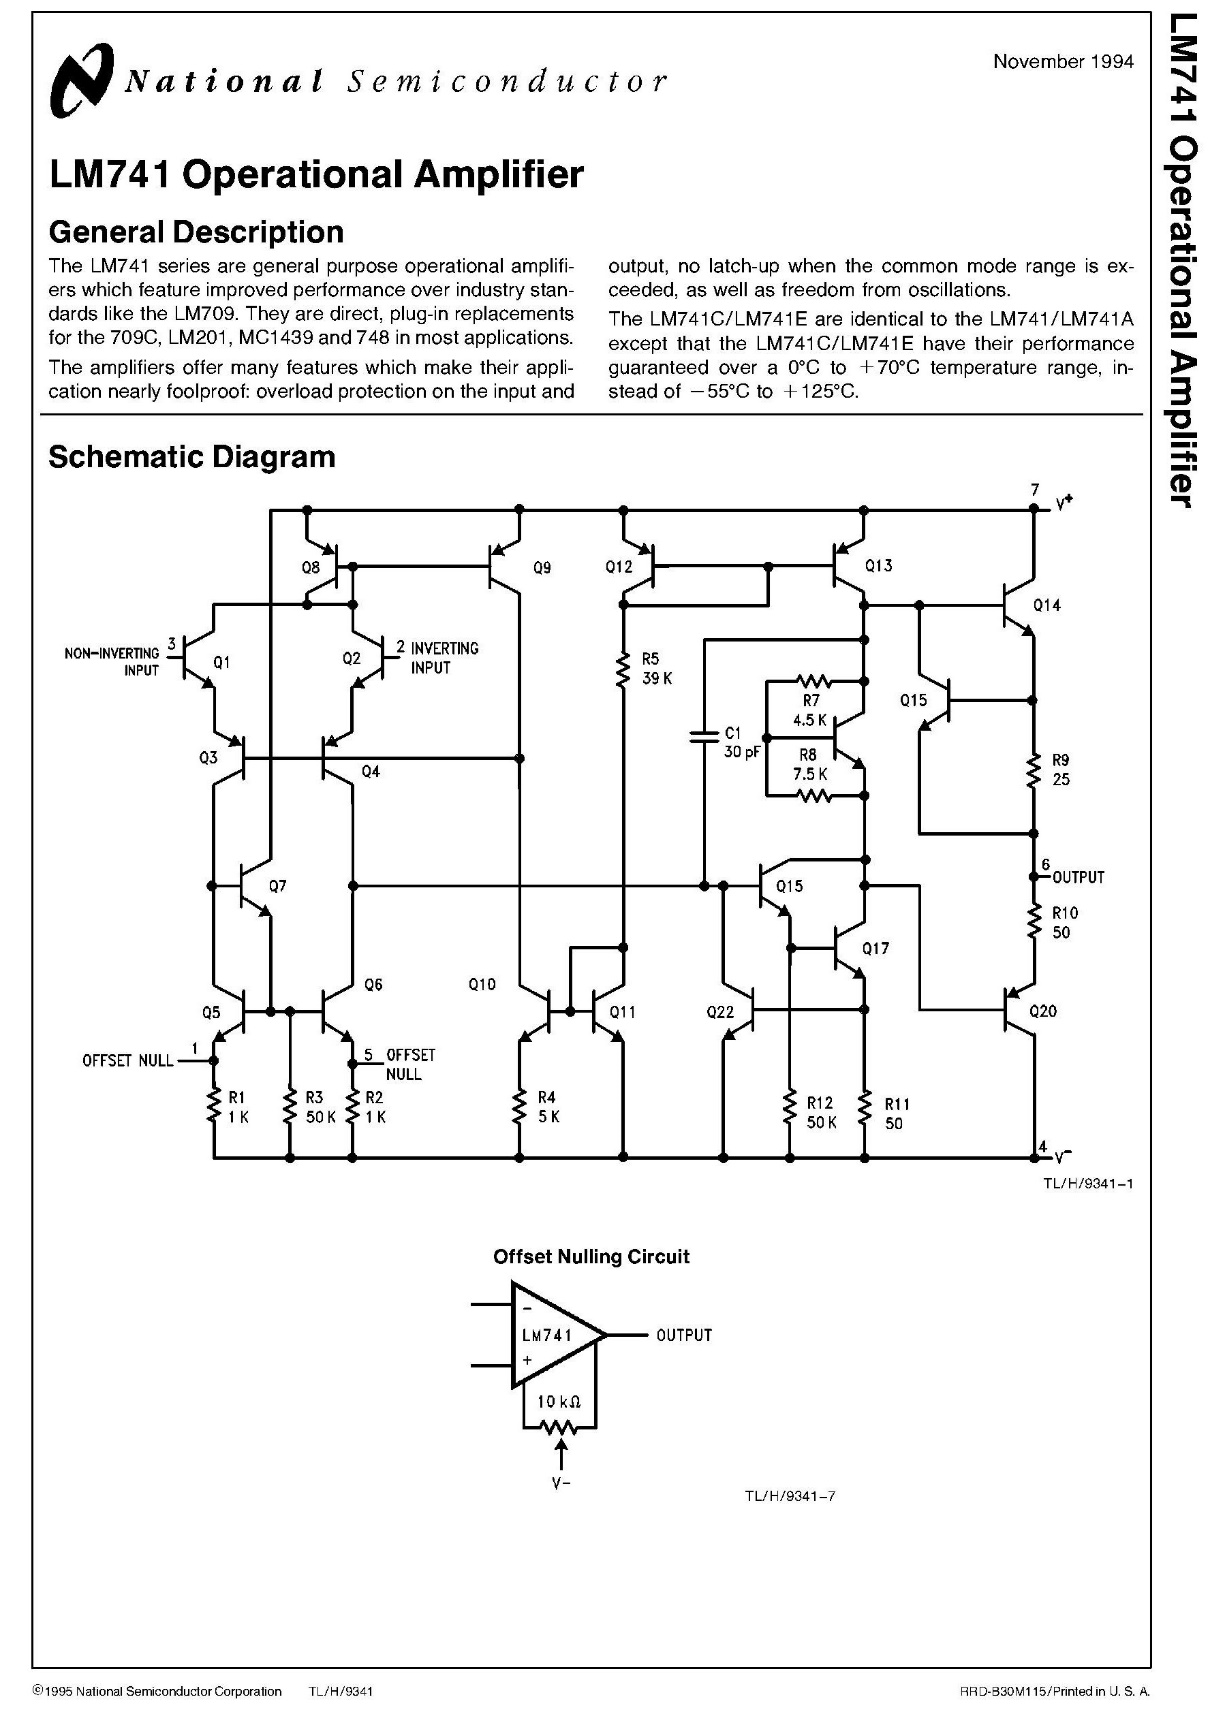 National Semiconductor
November 1994
LM741 Operational Amplifier
LM741 Operational Amplifier
General Description
The LM741 series are general purpose operational amplifi-
ers which feature improved performance over industry stan-
dards like the LM709. They are direct, plug-in replacements
for the 709C, LM201, MC1439 and 748 in most applications.
The amplifiers offer many features which make their appli-
cation nearly foolproof: overload protection on the input and
output, no latch-up when the common mode range is ex-
ceeded, as well as freedom from oscillations.
The LM741C/LM741E are identical to the LM741/LM741A
except that the LM741C/LM741E have their performance
guaranteed over a 0°C to +70°C temperature range, in-
stead of −55°C to +125°C.
Schematic Diagram
7
V+
Q8
Q9
Q12
Q13
Q14
NON-INVERTING
INPUT
3
Q1
Q2
2 INVERTING
INPUT
R5
39 K
R7
4.5 K
Q15
C1
30 pF
R8
7.5 K
Q3
Q4
R9
25
Q7
Q15
6
OUTPUT
R10
50
Q17
Q5
Q6
Q10
Q11
Q22
Q20
OFFSET NULL
1
5 OFFSET
NULL
R1
1 K
R3
50 K
R2
1 K
R4
5 K
R12
50 K
R11
50
4
V−
TL/H/9341–1
Offset Nulling Circuit
−
LM741
+
OUTPUT
10 kΩ
V−
TL/H/9341–7
©1995 National Semiconductor Corporation TL/H/9341
RRD-B30M115/Printed in U. S. A.